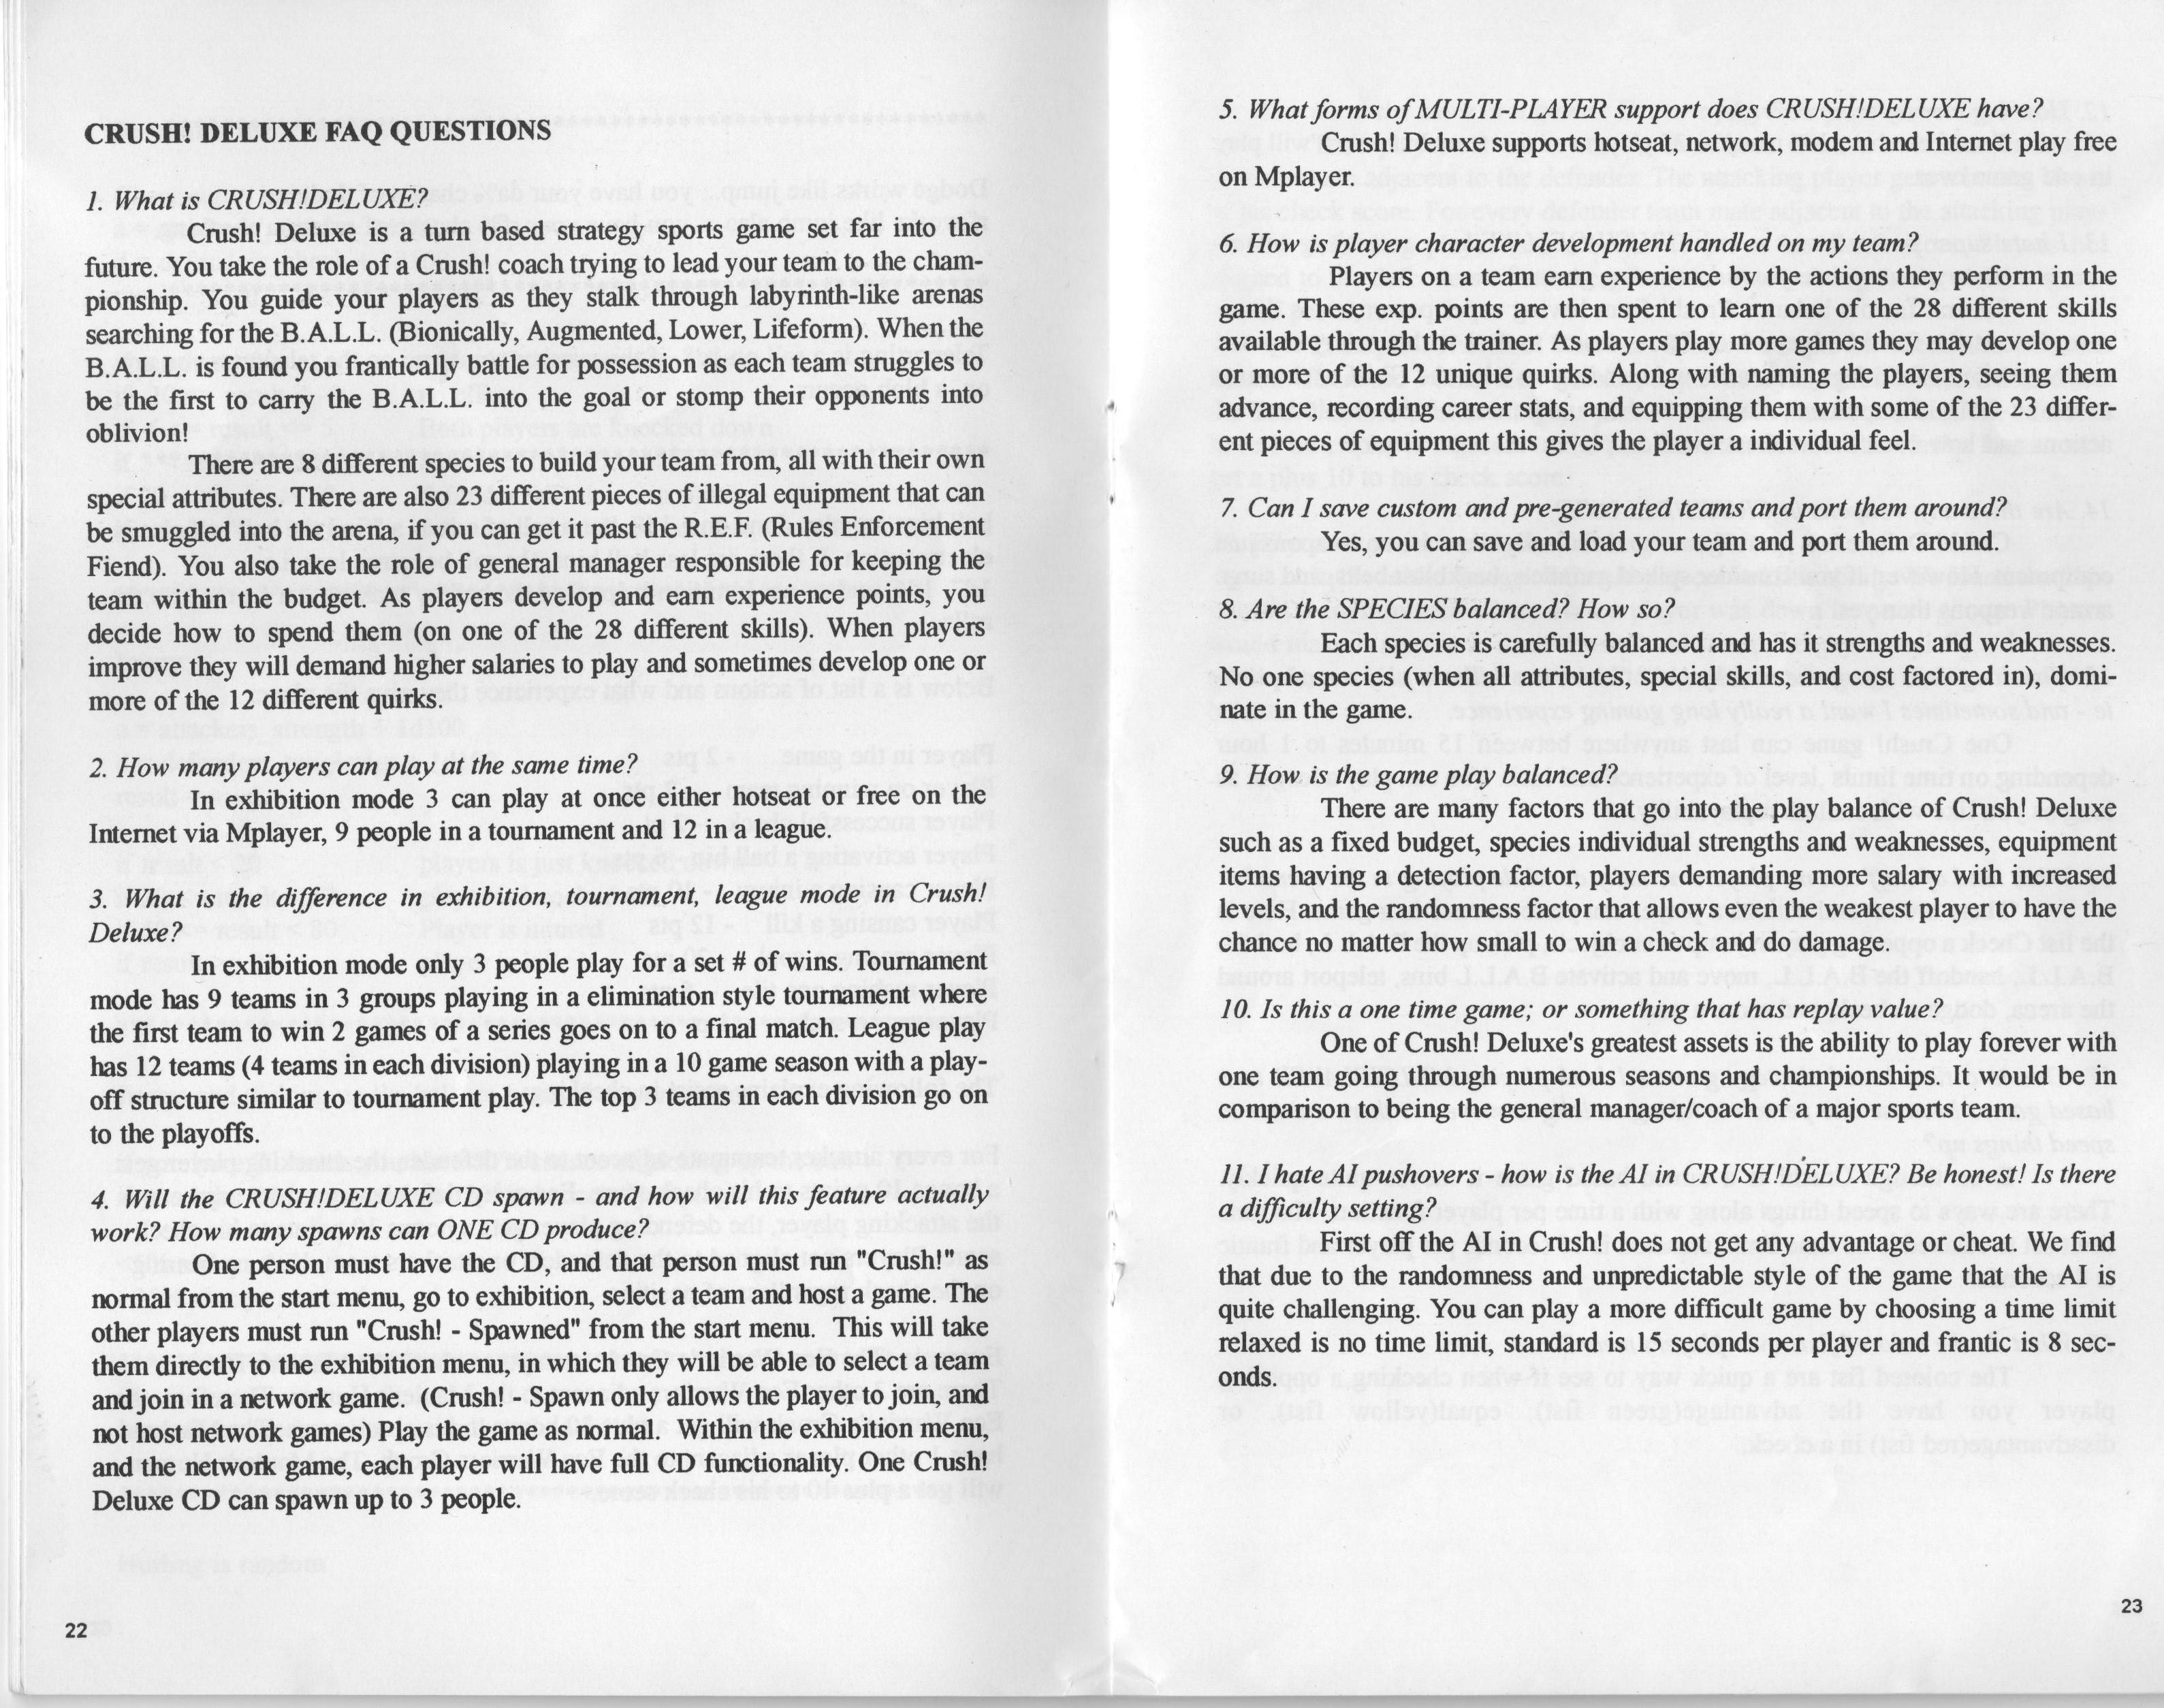 CRUSH! DELUXE FAQ QUESTIONS
1. What is CRUSH!DELUXE?
Crush! Deluxe is a turn based strategy sports game set far into the
future. You take the role of a Crush! coach trying to lead your team to the cham-
pionship. You guide your players as they stalk through labyrinth-like arenas
searching for the B.A.L.L. (Bionically, Augmented, Lower, Lifeform). When the
B.A.L.L. is found you frantically battle for possession as each team struggles to
be the first to carry the B.A.L.L. into the goal or stomp their opponents into
oblivion!
There are 8 different species to build your team from, all with their own
special attributes. There are also 23 different pieces of illegal equipment that can
be smuggled into the arena, if you can get it past the R.E.F. (Rules Enforcement
Fiend). You also take the role of general manager responsible for keeping the
team within the budget. As players develop and earn experience points, you
decide how to spend them (on one of the 28 different skills). When players
improve they will demand higher salaries to play and sometimes develop one or
more of the 12 different quirks.
2. How many players can play at the same time?
In exhibition mode 3 can play at once either hotseat or free on the
Internet via Mplayer, 9 people in a tournament and 12 in a league.
3. What is the difference in exhibition, tournament, league mode in Crush!
Deluxe?
In exhibition mode only 3 people play for a set # of wins. Tournament
mode has 9 teams in 3 groups playing in a elimination style tournament where
the first team to win 2 games of a series goes on to a final match. League play
has 12 teams (4 teams in each division) playing in a 10 game season with a play-
off structure similar to tournament play. The top 3 teams in each division go on
to the playoffs.
4. Will the CRUSH!DELUXE CD spawn - and how will this feature actually
work? How many spawns can ONE CD produce?
One person must have the CD, and that person must run "Crush!" as
normal from the start menu, go to exhibition, select a team and host a game. The
other players must run "Crush! - Spawned" from the start menu. This will take
them directly to the exhibition menu, in which they will be able to select a team
and join in a network game. (Crush! - Spawn only allows the player to join, and
not host network games) Play the game as normal. Within the exhibition menu,
and the network game, each player will have full CD functionality. One Crush!
Deluxe CD can spawn up to 3 people.
22
5. What forms of MULTI-PLAYER support does CRUSH!DELUXE have?
Crush! Deluxe supports hotseat, network, modem and Internet play free
on Mplayer.
6. How is player character development handled on my team?
Players on a team earn experience by the actions they perform in the
game. These exp. points are then spent to learn one of the 28 different skills
available through the trainer. As players play more games they may develop one
or more of the 12 unique quirks. Along with naming the players, seeing them
advance, recording career stats, and equipping them with some of the 23 differ-
ent pieces of equipment this gives the player a individual feel.
7. Can I save custom and pre-generated teams and port them around?
Yes, you can save and load your team and port them around.
8. Are the SPECIES balanced? How so?
Each species is carefully balanced and has it strengths and weaknesses.
No one species (when all attributes, special skills, and cost factored in), domi-
nate in the game.
9. How is the game play balanced?
There are many factors that go into the play balance of Crush! Deluxe
such as a fixed budget, species individual strengths and weaknesses, equipment
items having a detection factor, players demanding more salary with increased
levels, and the randomness factor that allows even the weakest player to have the
chance no matter how small to win a check and do damage.
10. Is this a one time game; or something that has replay value?
One of Crush! Deluxe's greatest assets is the ability to play forever with
one team going through numerous seasons and championships. It would be in
comparison to being the general manager/coach of a major sports team.
11. I hate AI pushovers - how is the AI in CRUSH!DELUXE? Be honest! Is there
a difficulty setting?
First off the AI in Crush! does not get any advantage or cheat. We find
that due to the randomness and unpredictable style of the game that the AI is
quite challenging. You can play a more difficult game by choosing a time limit
relaxed is no time limit, standard is 15 seconds per player and frantic is 8 sec-
onds.
23